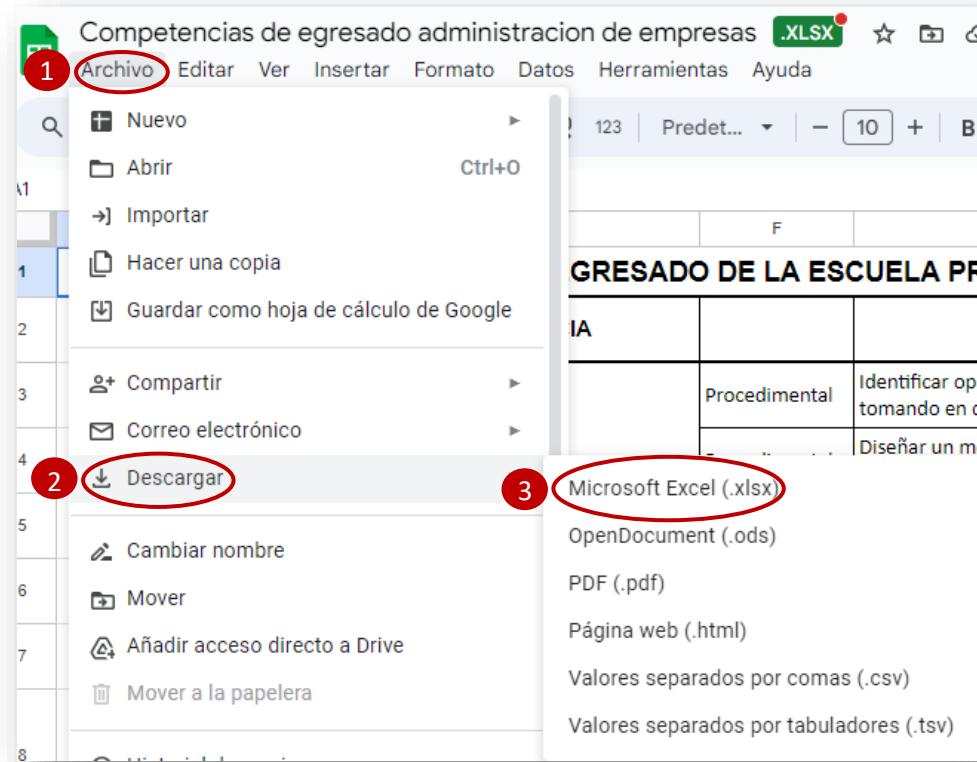 Competencias de egresado administracion de empresas .XLSX
1 Archivo Editar Ver Insertar Formato Datos Herramientas Ayuda
Nuevo
123 Predet... − 10 + B
Abrir Ctrl+O
A1
Importar
F
Hacer una copia
1 GRESADO DE LA ESCUELA PR
Guardar como hoja de cálculo de Google
2 IA
Compartir
3 Procedimental Identificar op
tomando en
Correo electrónico
4 Diseñar un m
2 Descargar
3 Microsoft Excel (.xlsx)
5
OpenDocument (.ods)
Cambiar nombre
PDF (.pdf)
6
Mover
Página web (.html)
7 Añadir acceso directo a Drive
Valores separados por comas (.csv)
Mover a la papelera
Valores separados por tabuladores (.tsv)
8